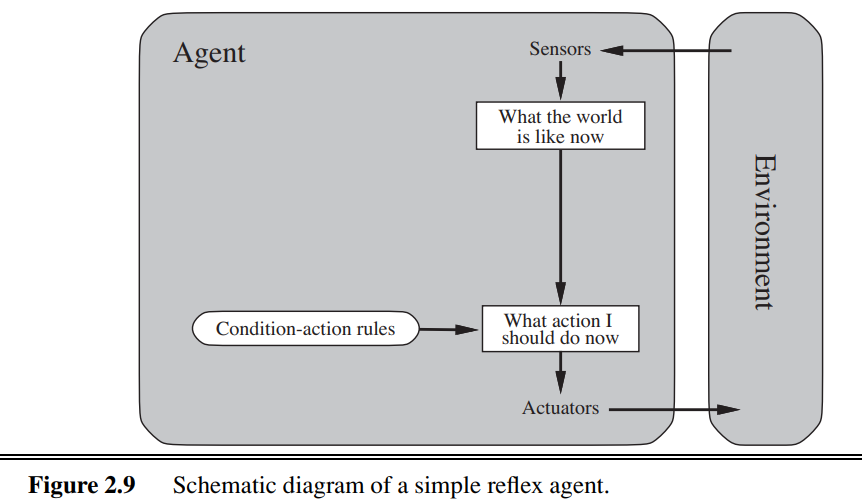 Agent
Sensors
What the world
is like now
Environment
Condition-action rules
What action I
should do now
Actuators
Figure 2.9 Schematic diagram of a simple reflex agent.